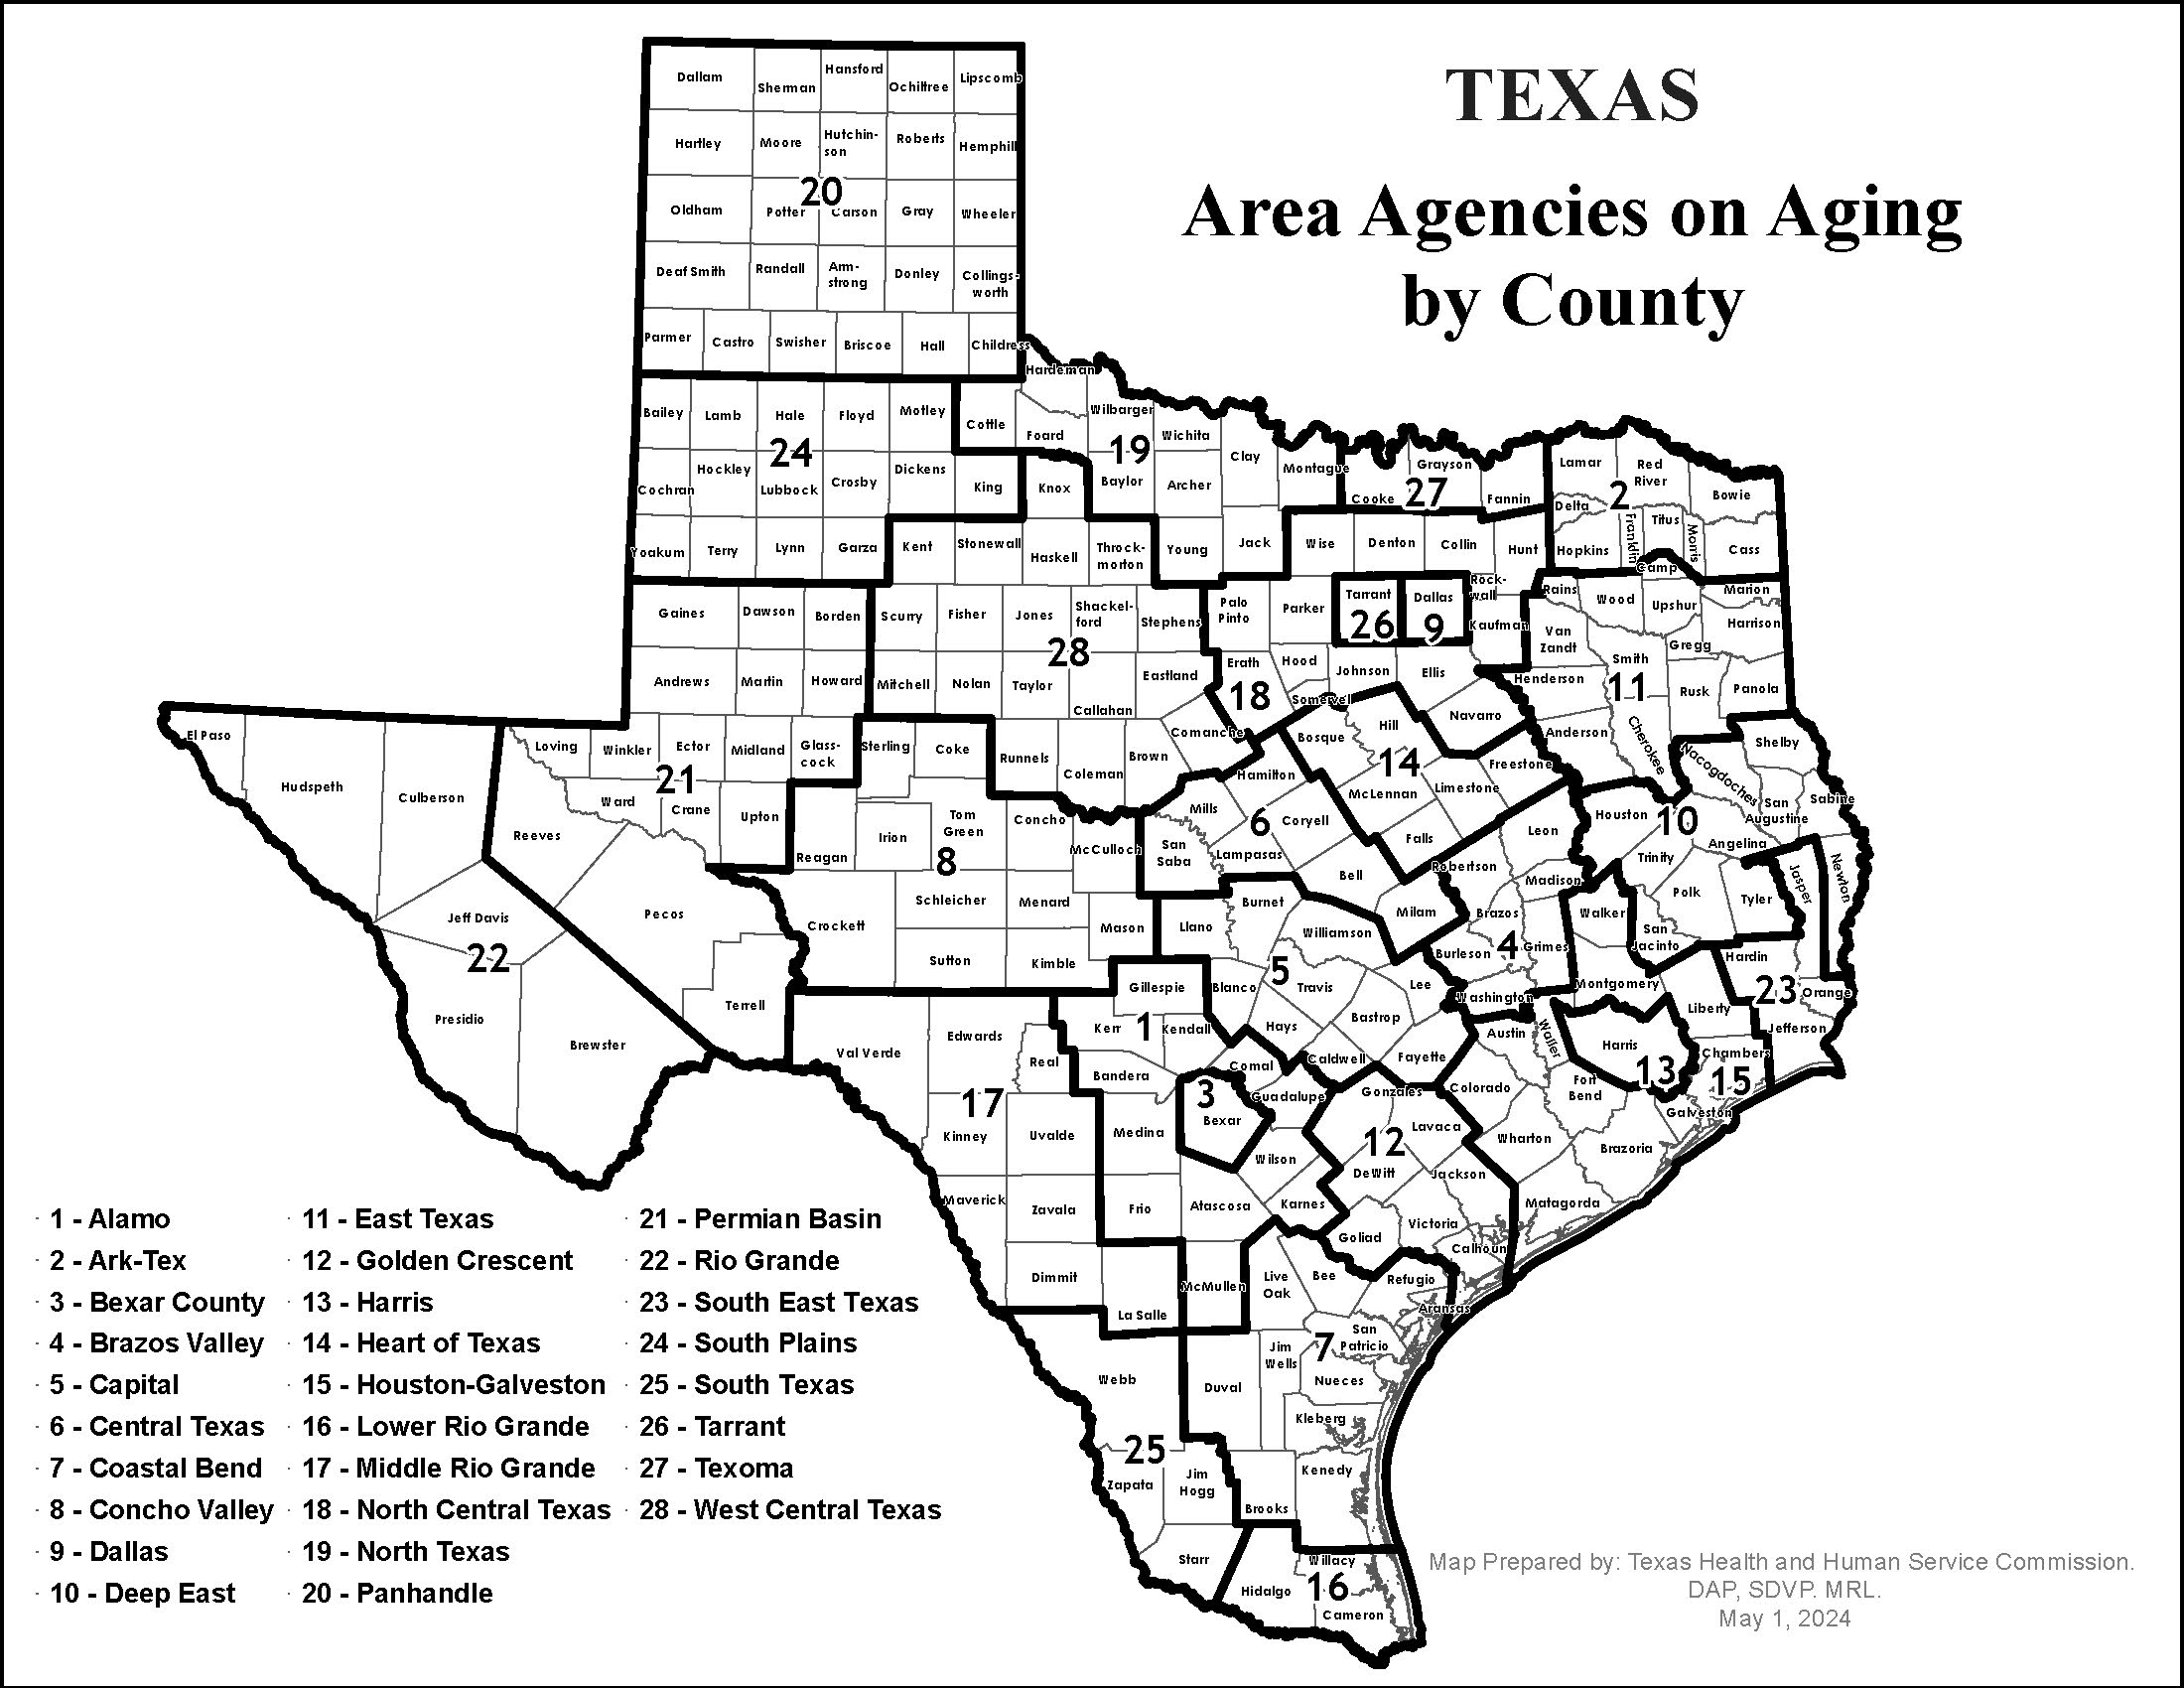 TEXAS
Area Agencies on Aging
by County
Dallam
Sherman
Hansford
Ochiltree
Lipscomb
Hartley
Moore
Hutchin-
son
Roberts
Hemphill
20
Oldham
Potter
Carson
Gray
Wheeler
Deaf Smith
Randall
Arm-
strong
Donley
Collings-
worth
Parmer
Castro
Swisher
Briscoe
Hall
Childress
Hardeman
Bailey
Lamb
Hale
Floyd
Motley
Cottle
Foard
Wilbarger
Wichita
Clay
Montague
24
19
Cochran
Hockley
Lubbock
Crosby
Dickens
King
Knox
Baylor
Archer
Cooke
Grayson
27
Fannin
Lamar
Red
River
2
Bowie
Delta
Franklin
Titus
Morris
Hopkins
Cass
Camp
Yoakum
Terry
Lynn
Garza
Kent
Stonewall
Haskell
Throck-
morton
Young
Jack
Wise
Denton
Collin
Hunt
Gaines
Dawson
Borden
Scurry
Fisher
Jones
Shackel-
ford
Stephens
Palo
Pinto
Parker
Tarrant
26
Dallas
9
Rock-
wall
Kaufman
Rains
Wood
Upshur
Marion
Harrison
Van
Zandt
Gregg
Smith
28
Andrews
Martin
Howard
Mitchell
Nolan
Taylor
Callahan
Eastland
Erath
18
Hood
Somervel
Johnson
Ellis
Navarro
Henderson
11
Rusk
Panola
El Paso
Hudspeth
Culberson
Loving
Winkler
Ector
Midland
Glass-
cock
Sterling
Coke
Runnels
Coleman
Brown
Comanche
Hamilton
Bosque
Hill
14
McLennan
Limestone
Freestone
Anderson
Cherokee
Nacogdoches
Shelby
San
Augustine
Sabine
21
Reeves
Ward
Crane
Upton
Reagan
Irion
Tom
Green
8
Concho
McCulloch
San
Saba
Mills
6
Lampasas
Coryell
Bell
Falls
Robertson
Leon
Madison
Houston
10
Trinity
Angelina
Polk
Tyler
Jasper
Newton
Jeff Davis
22
Pecos
Crockett
Schleicher
Menard
Mason
Sutton
Kimble
Llano
Burnet
Williamson
Milam
Brazos
4
Grimes
Burleson
Washington
Walker
San
Jacinto
Montgomery
Hardin
Liberty
23
Orange
Jefferson
Presidio
Brewster
Terrell
Val Verde
Edwards
Real
Gillespie
Kerr
1
Kendall
Bandera
Blanco
5
Travis
Hays
Bastrop
Lee
Caldwell
Fayette
Austin
Waller
Harris
13
Chambers
15
Galveston
Comal
3
Bexar
Guadalupe
Gonzales
Colorado
Fort
Bend
17
Kinney
Uvalde
Medina
Wilson
12
Lavaca
DeWitt
Jackson
Wharton
Brazoria
Matagorda
Maverick
Zavala
Frio
Atascosa
Karnes
Goliad
Victoria
Calhoun
Dimmit
La Salle
McMullen
Live
Oak
Bee
Refugio
Aransas
San
Patricio
7
Jim
Wells
Nueces
Webb
Duval
Kleberg
25
Zapata
Jim
Hogg
Brooks
Kenedy
Starr
Hidalgo
Willacy
16
Cameron
1 - Alamo
2 - Ark-Tex
3 - Bexar County
4 - Brazos Valley
5 - Capital
6 - Central Texas
7 - Coastal Bend
8 - Concho Valley
9 - Dallas
10 - Deep East
11 - East Texas
12 - Golden Crescent
13 - Harris
14 - Heart of Texas
15 - Houston-Galveston
16 - Lower Rio Grande
17 - Middle Rio Grande
18 - North Central Texas
19 - North Texas
20 - Panhandle
21 - Permian Basin
22 - Rio Grande
23 - South East Texas
24 - South Plains
25 - South Texas
26 - Tarrant
27 - Texoma
28 - West Central Texas
Map Prepared by: Texas Health and Human Service Commission.
DAP, SDVP. MRL.
May 1, 2024